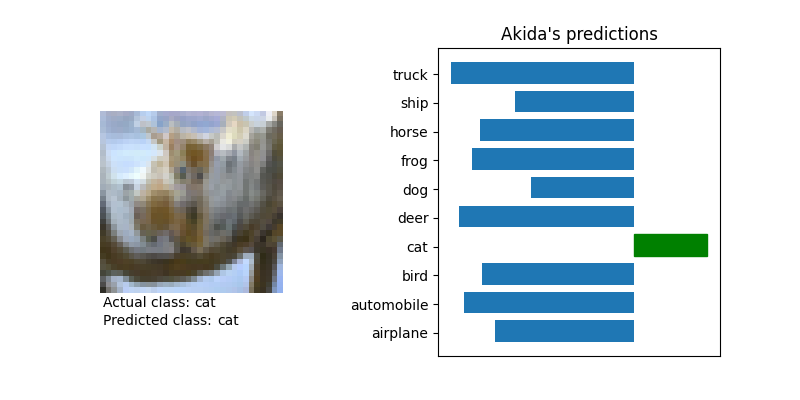 Akida's predictions
truck
ship
horse
frog
dog
deer
cat
bird
automobile
airplane
Actual class: cat
Predicted class: cat